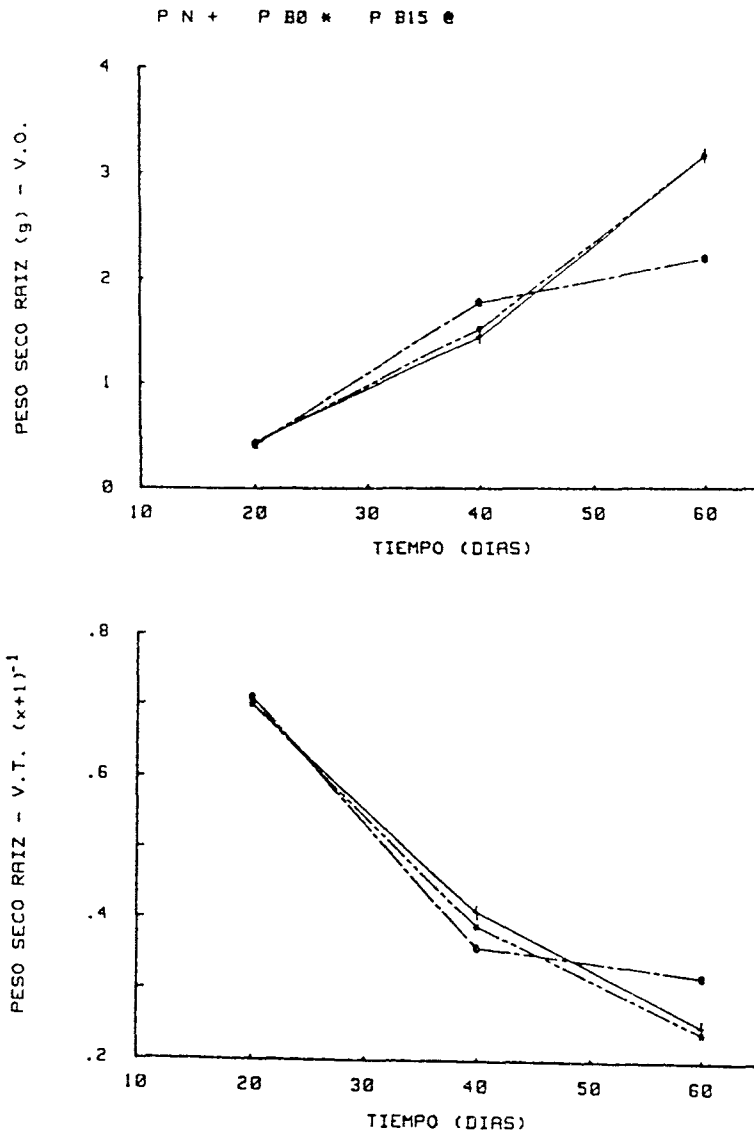 P N + P B0 * P B15 @
4
3
2
1
0
PESO SECO RAIZ (g) - V.O.
10 20 30 40 50 60
TIEMPO (DIAS)
.8
.6
.4
.2
PESO SECO RAIZ - V.T. (x+1)⁻¹
10 20 30 40 50 60
TIEMPO (DIAS)